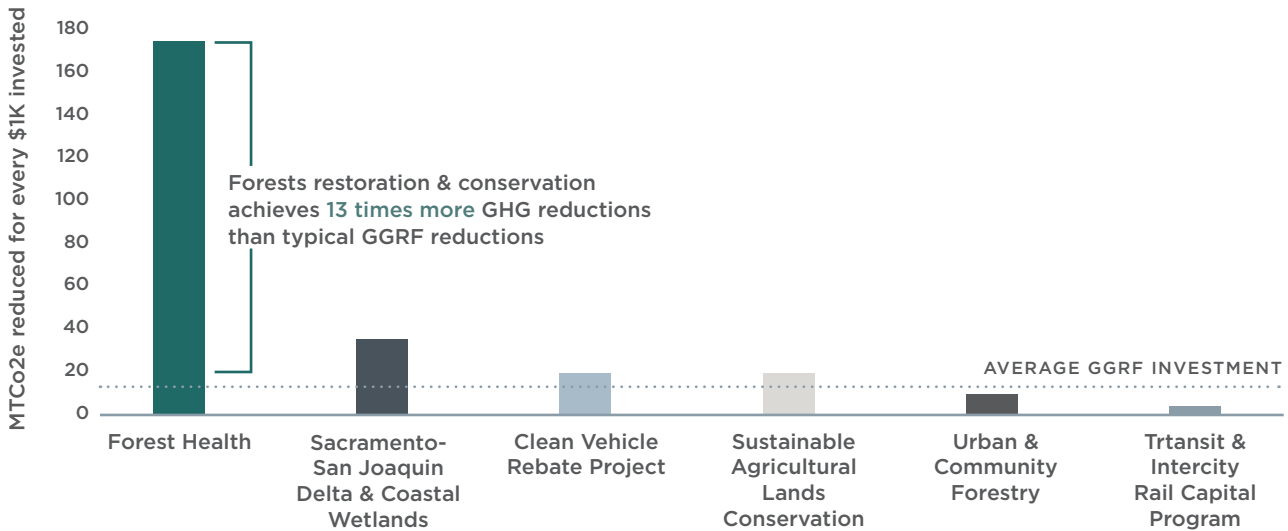 MTCo2e reduced for every $1K invested
180
160
140
120
100
80
60
40
20
0
Forests restoration & conservation
achieves 13 times more GHG reductions
than typical GGRF reductions
AVERAGE GGRF INVESTMENT
Forest Health
Sacramento-
San Joaquin
Delta & Coastal
Wetlands
Clean Vehicle
Rebate Project
Sustainable
Agricultural
Lands
Conservation
Urban &
Community
Forestry
Trtansit &
Intercity
Rail Capital
Program